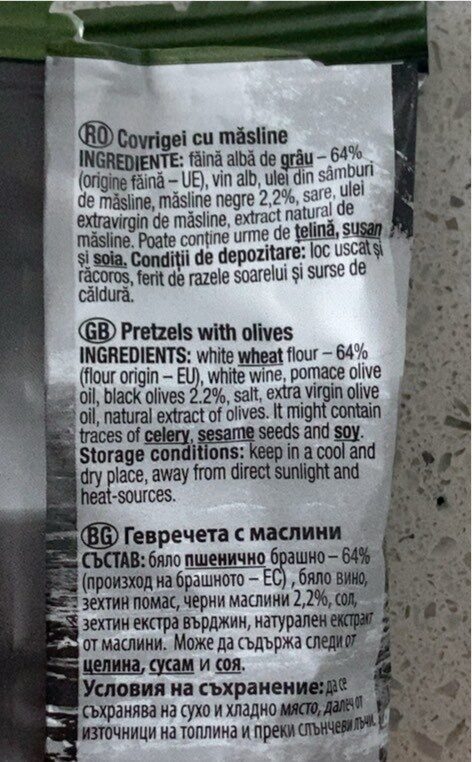 RO Covrigei cu măsline
INGREDIENTE: făină albă de grâu – 64%
(origine făină – UE), vin alb, ulei din sâmburi
de măsline, măsline negre 2,2%, sare, ulei
extravirgin de măsline, extract natural de
măsline. Poate conține urme de țelină, susan
și soia. Condiții de depozitare: loc uscat și
răcoros, ferit de razele soarelui și surse de
căldură.
GB Pretzels with olives
INGREDIENTS: white wheat flour – 64%
(flour origin – EU), white wine, pomace olive
oil, black olives 2.2%, salt, extra virgin olive
oil, natural extract of olives. It might contain
traces of celery, sesame seeds and soy.
Storage conditions: keep in a cool and
dry place, away from direct sunlight and
heat-sources.
BG Гевречета с маслини
СЪСТАВ: бяло пшенично брашно – 64%
(произход на брашното – ЕС) , бяло вино,
зехтин помас, черни маслини 2,2%, сол,
зехтин екстра върджин, натурален екстракт
от маслини. Може да съдържа следи от
целина, сусам и соя.
Условия на съхранение: да се
съхранява на сухо и хладно място, далеч от
източници на топлина и преки слънчеви лъчи.